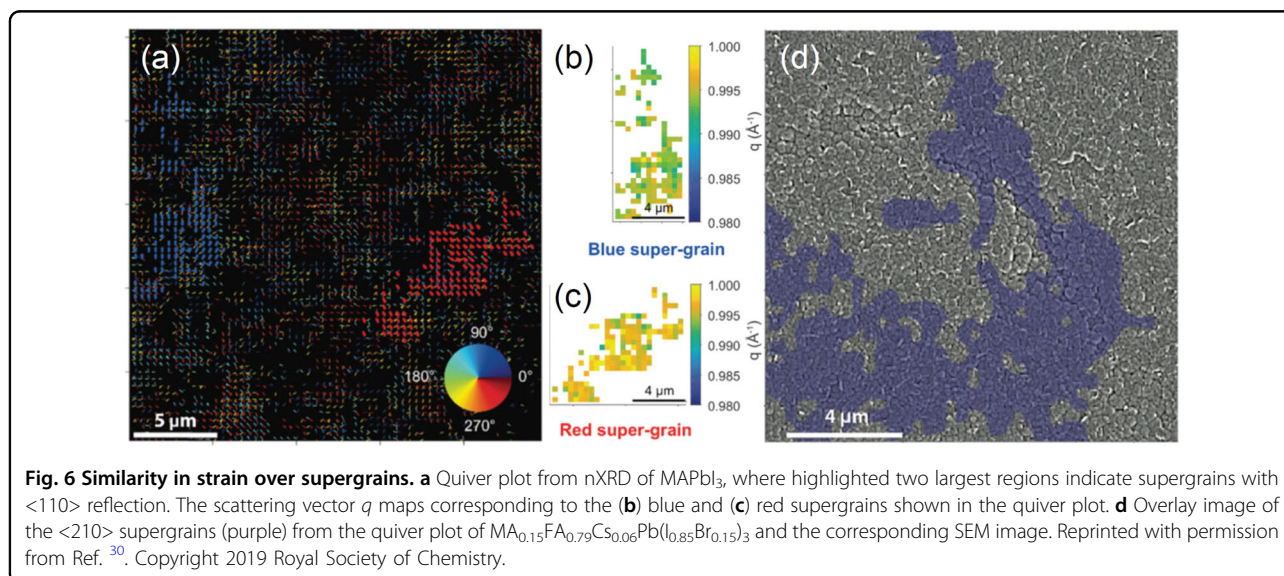 (a)
90°
180°
0°
270°
5 µm
(b)
1.000
0.995
0.990
0.985
0.980
q (Å⁻¹)
4 µm
Blue super-grain
(c)
1.000
0.995
0.990
0.985
0.980
q (Å⁻¹)
4 µm
Red super-grain
(d)
4 µm
Fig. 6 Similarity in strain over supergrains. a Quiver plot from nXRD of MAPbI₃, where highlighted two largest regions indicate supergrains with
<110> reflection. The scattering vector q maps corresponding to the (b) blue and (c) red supergrains shown in the quiver plot. d Overlay image of
the <210> supergrains (purple) from the quiver plot of MA₀.₁₅FA₀.₇₉Cs₀.₀₆Pb(I₀.₈₅Br₀.₁₅)₃ and the corresponding SEM image. Reprinted with permission
from Ref. ³⁰. Copyright 2019 Royal Society of Chemistry.